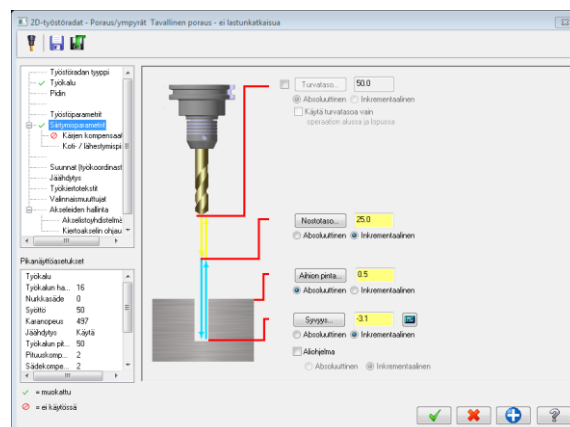 2D-työstöradat - Poraus/ympyrät Tavallinen poraus - ei lastunkatkaisua
Työstöradan tyyppi
Työkalu
Pidin
Työstöparametrit
Siirtymisparametrit
Kärjen kompensaat
Koti- / lähestymispi
Suunnat (työkoordinast
Jäähdytys
Työkiertotekstit
Valinnaismuuttujat
Akseleiden hallinta
Akselistoyhdistelmä
Kiertoakselin ohjau
Pikanäyttöasetukset
Työkalu
Työkalun ha... 16
Nurkkasäde 0
Syöttö 50
Karanopeus 497
Jäähdytys Käytä
Työkalun pit... 50
Pituuskomp... 2
Sädekompe... 2
= muokattu
= ei käytössä
Turvataso... 50.0
Absoluuttinen Inkrementaalinen
Käytä turvatasoa vain
operaation alussa ja lopussa
Nostotaso... 25.0
Absoluuttinen Inkrementaalinen
Aihion pinta... 0.5
Absoluuttinen Inkrementaalinen
Syvyys... -3.1
Absoluuttinen Inkrementaalinen
Aliohjelma
Absoluuttinen Inkrementaalinen